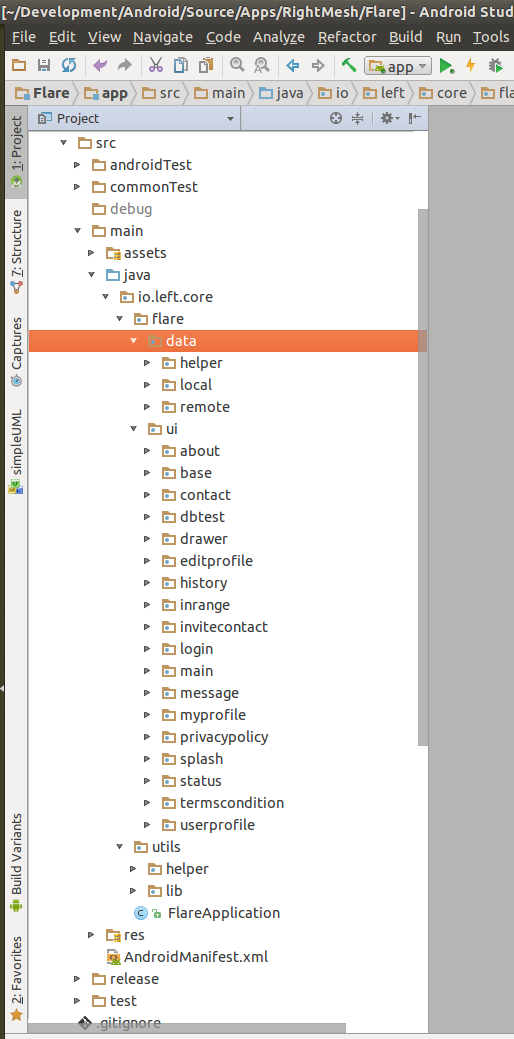 [~/Development/Android/Source/Apps/RightMesh/Flare] - Android Stud
File Edit View Navigate Code Analyze Refactor Build Run Tools
app
Flare app src main java io left core fla
1: Project
Project
src
androidTest
commonTest
debug
main
assets
java
io.left.core
flare
data
helper
local
remote
ui
about
base
contact
dbtest
drawer
editprofile
history
inrange
invitecontact
login
main
message
myprofile
privacypolicy
splash
status
termscondition
userprofile
utils
helper
lib
FlareApplication
res
AndroidManifest.xml
release
test
.gitignore
7: Structure
Captures
simpleUML
Build Variants
2: Favorites